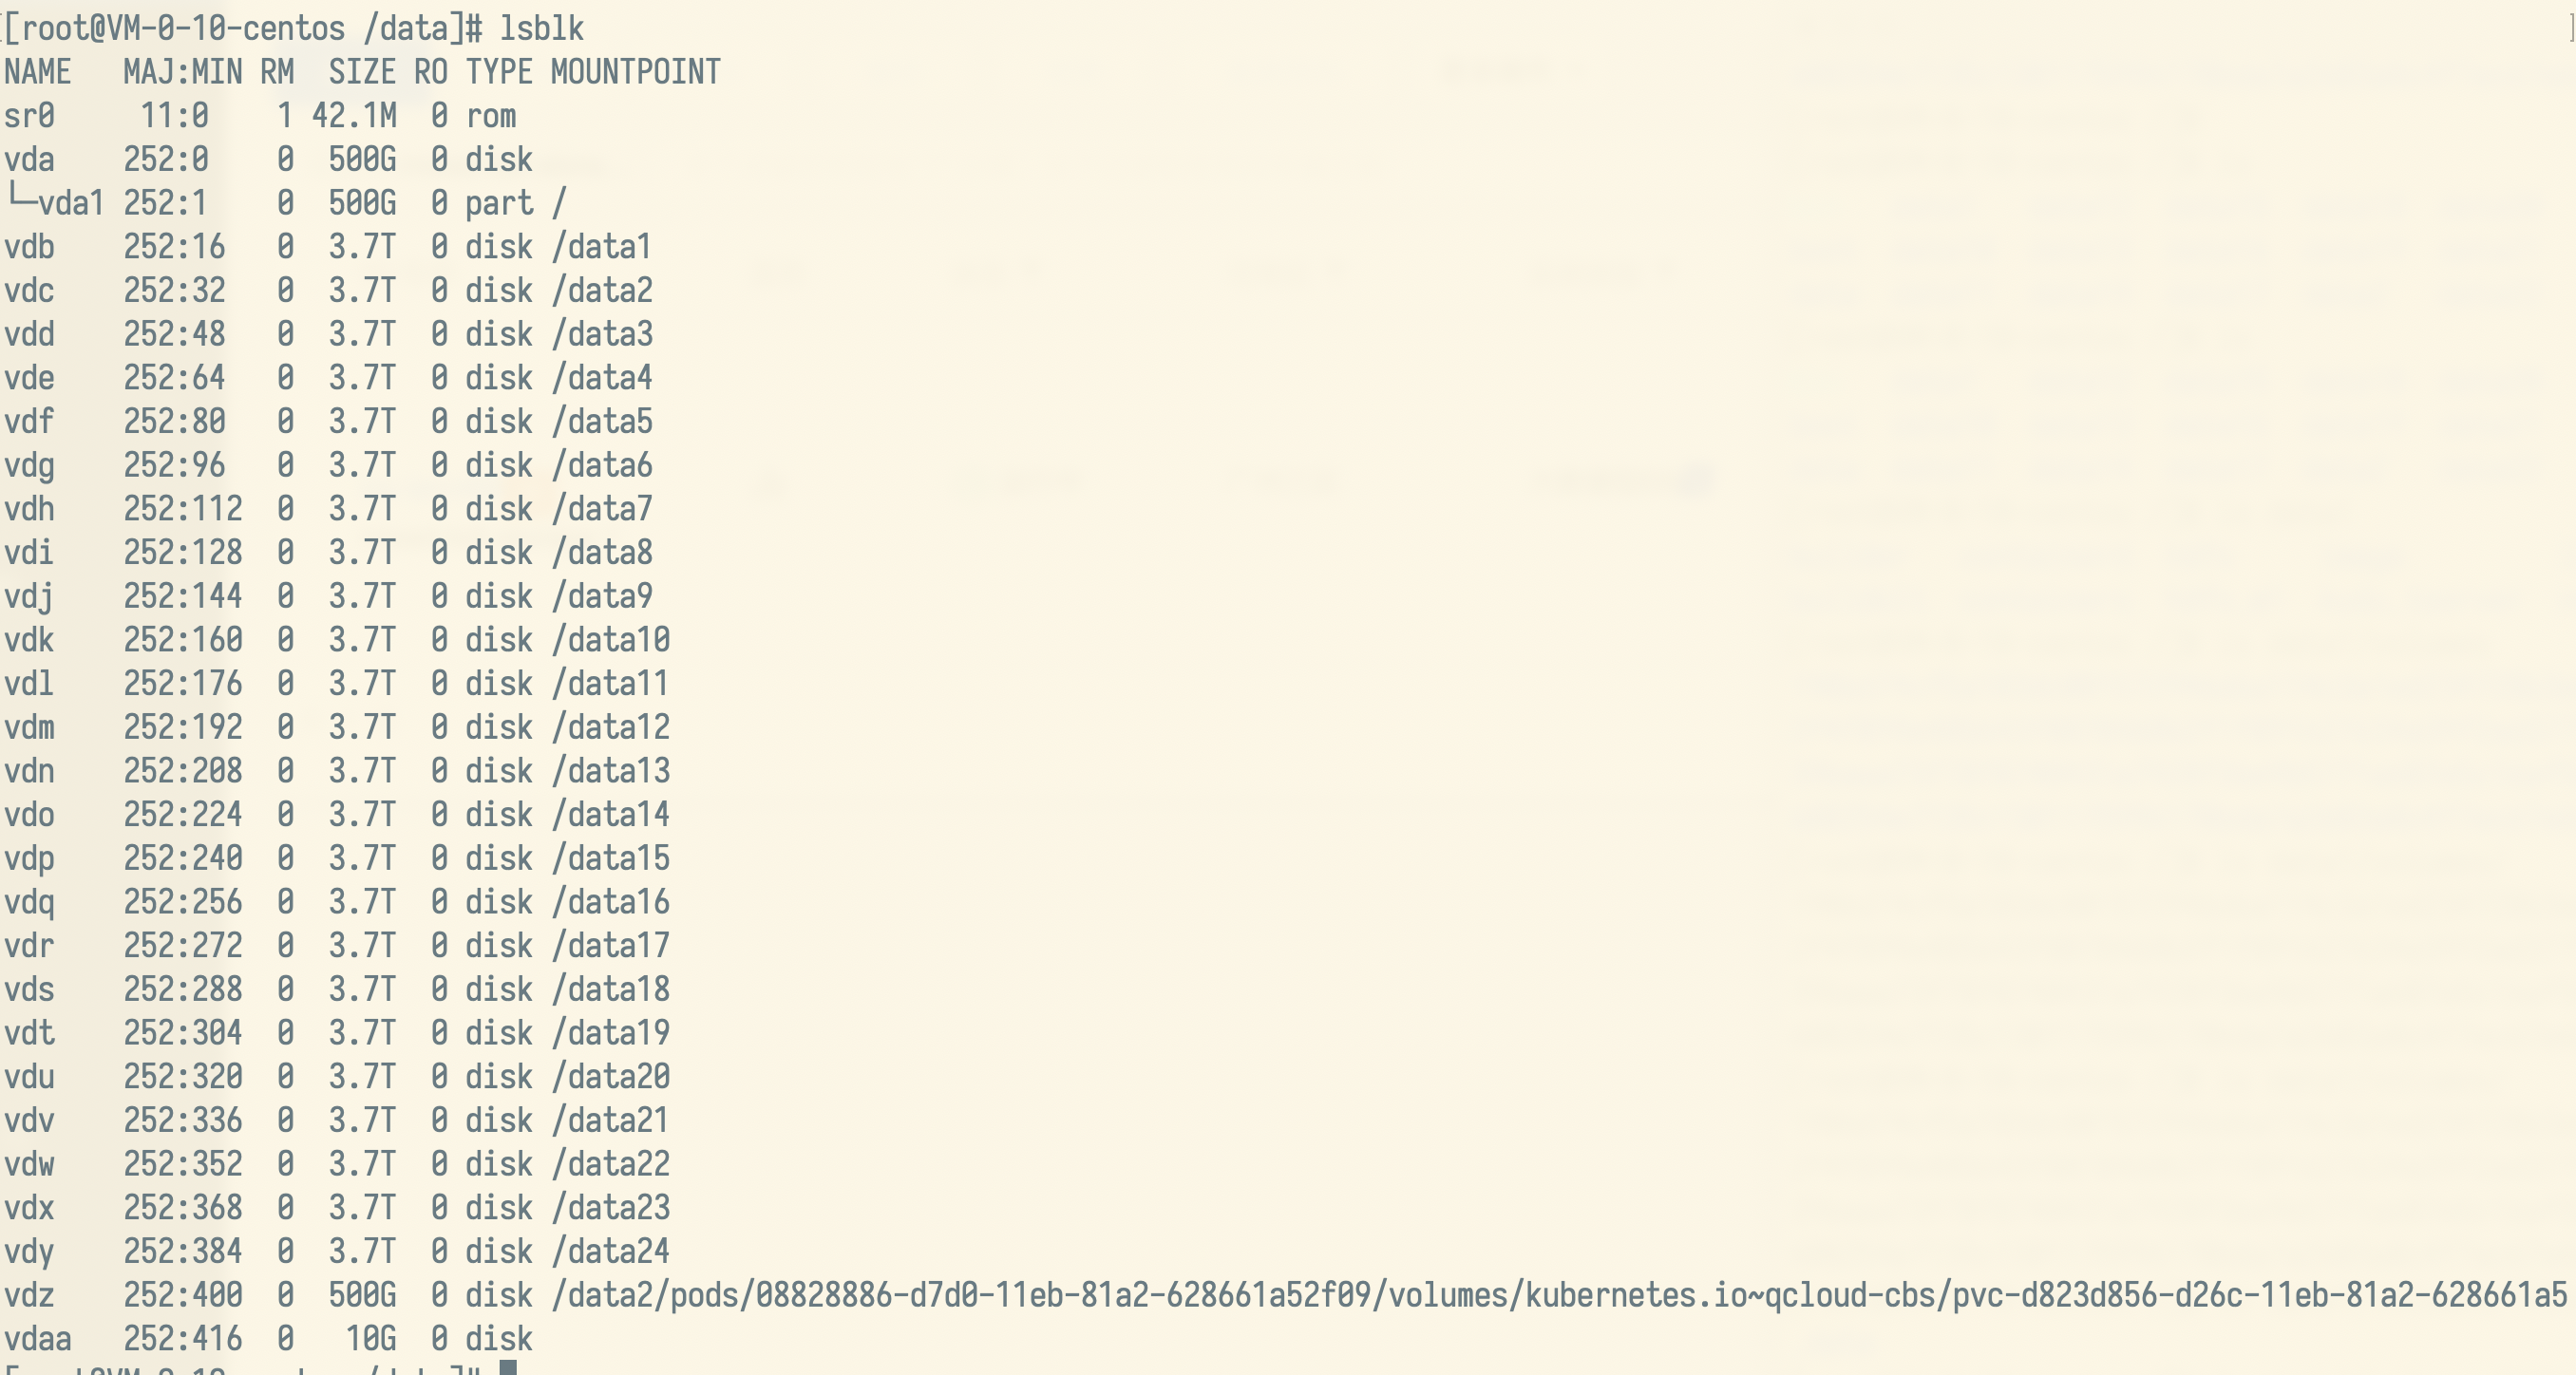 [root@VM-0-10-centos /data]# lsblk
NAME   MAJ:MIN RM  SIZE RO TYPE MOUNTPOINT
sr0     11:0    1 42.1M  0 rom
vda    252:0    0  500G  0 disk
└─vda1 252:1    0  500G  0 part /
vdb    252:16   0  3.7T  0 disk /data1
vdc    252:32   0  3.7T  0 disk /data2
vdd    252:48   0  3.7T  0 disk /data3
vde    252:64   0  3.7T  0 disk /data4
vdf    252:80   0  3.7T  0 disk /data5
vdg    252:96   0  3.7T  0 disk /data6
vdh    252:112  0  3.7T  0 disk /data7
vdi    252:128  0  3.7T  0 disk /data8
vdj    252:144  0  3.7T  0 disk /data9
vdk    252:160  0  3.7T  0 disk /data10
vdl    252:176  0  3.7T  0 disk /data11
vdm    252:192  0  3.7T  0 disk /data12
vdn    252:208  0  3.7T  0 disk /data13
vdo    252:224  0  3.7T  0 disk /data14
vdp    252:240  0  3.7T  0 disk /data15
vdq    252:256  0  3.7T  0 disk /data16
vdr    252:272  0  3.7T  0 disk /data17
vds    252:288  0  3.7T  0 disk /data18
vdt    252:304  0  3.7T  0 disk /data19
vdu    252:320  0  3.7T  0 disk /data20
vdv    252:336  0  3.7T  0 disk /data21
vdw    252:352  0  3.7T  0 disk /data22
vdx    252:368  0  3.7T  0 disk /data23
vdy    252:384  0  3.7T  0 disk /data24
vdz    252:400  0  500G  0 disk /data2/pods/08828886-d7d0-11eb-81a2-628661a52f09/volumes/kubernetes.io~qcloud-cbs/pvc-d823d856-d26c-11eb-81a2-628661a5
vdaa   252:416  0   10G  0 disk